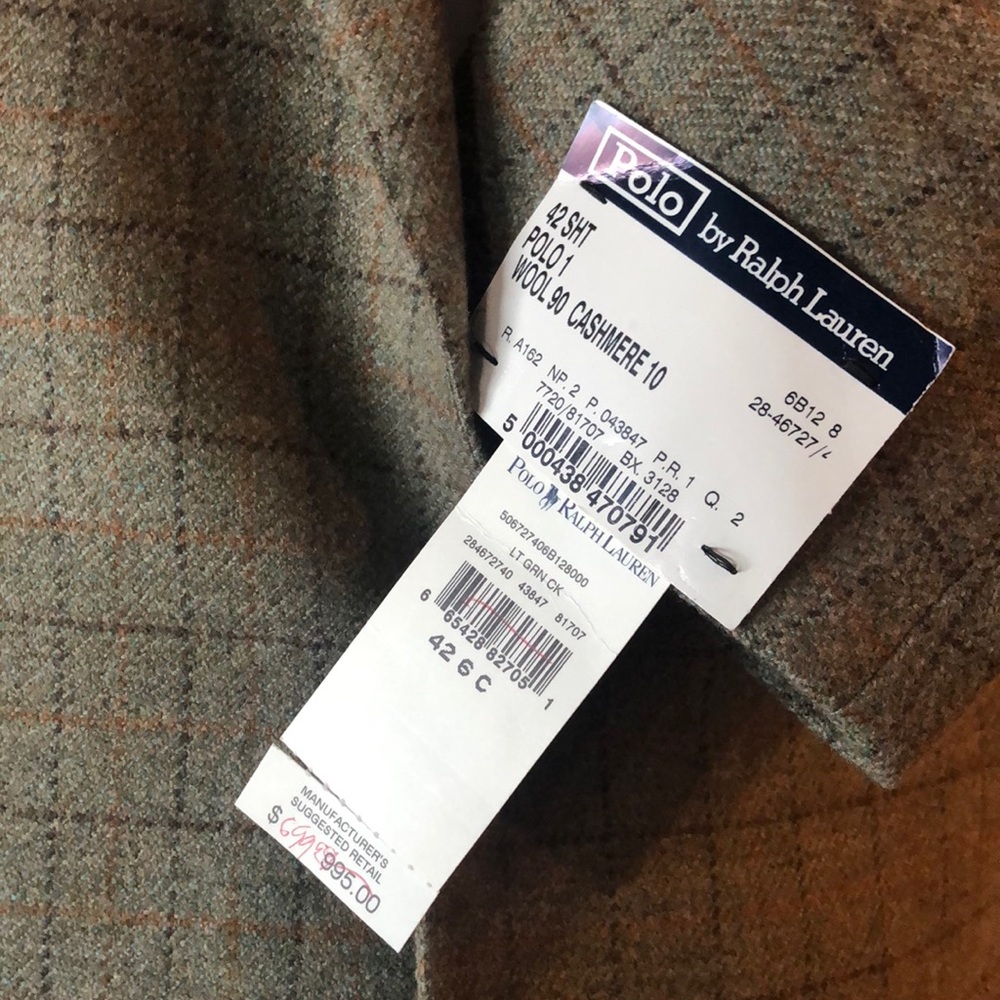 Polo by Ralph Lauren
42 SHT
POLO 1
WOOL 90 CASHMERE 10
6B12 8
28-46727/4
R. A162 NP. 2 P. 043847 P.R. 1 Q. 2
7720/81707 BX. 3128
5 000438 470791
POLO RALPH LAUREN
506727406B128000
LT GRN CK
284672740 43847 81707
6 65428 82705 1
42 6 C
MANUFACTURER'S
SUGGESTED RETAIL
$ 995.00